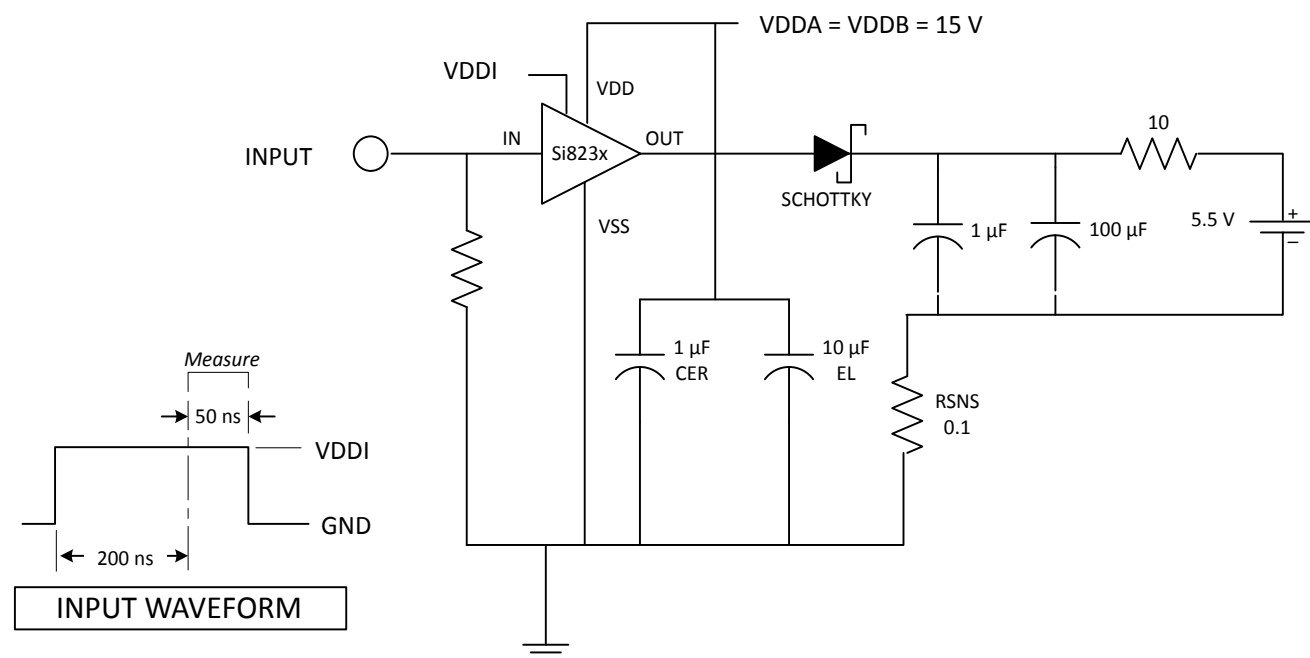 VDDA = VDDB = 15 V
VDDI
VDD
10
INPUT
IN
Si823x
OUT
SCHOTTKY
VSS
1 µF
100 µF
5.5 V
+
–
1 µF
CER
10 µF
EL
RSNS
0.1
Measure
50 ns
VDDI
GND
200 ns
INPUT WAVEFORM